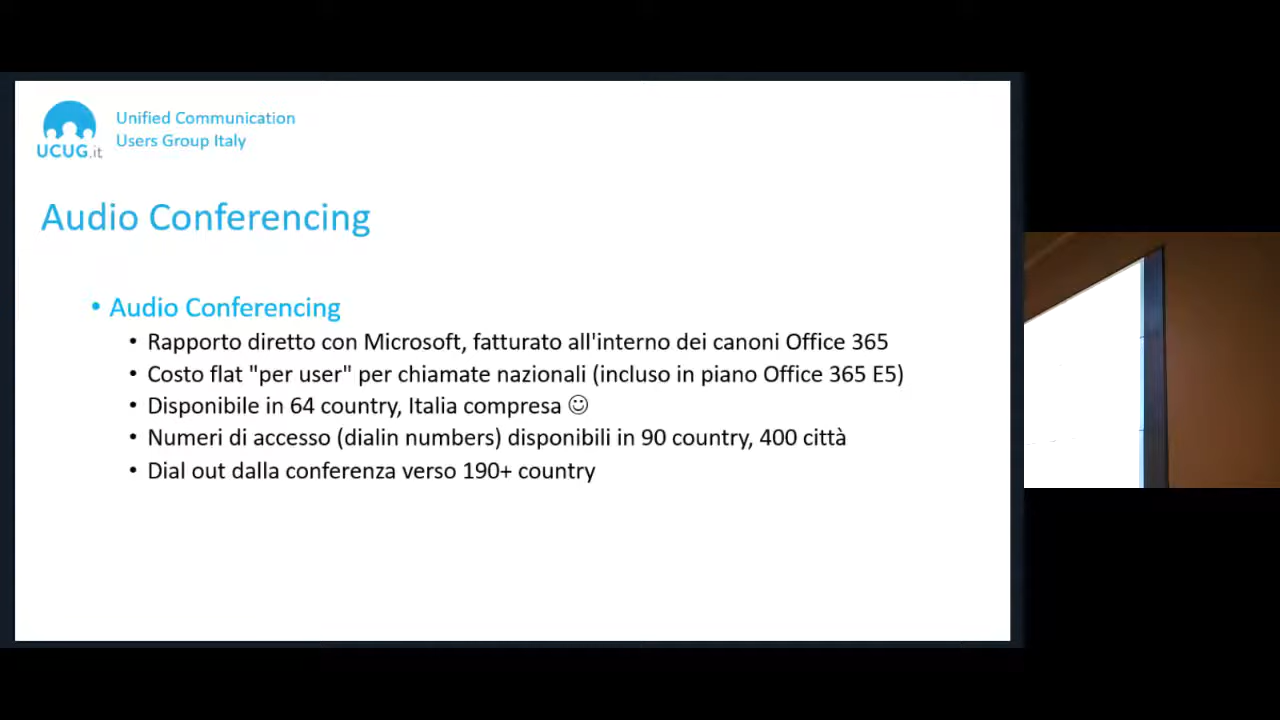 Unified Communication
Users Group Italy
UCUG.it
Audio Conferencing
• Audio Conferencing
• Rapporto diretto con Microsoft, fatturato all'interno dei canoni Office 365
• Costo flat "per user" per chiamate nazionali (incluso in piano Office 365 E5)
• Disponibile in 64 country, Italia compresa ☺
• Numeri di accesso (dialin numbers) disponibili in 90 country, 400 città
• Dial out dalla conferenza verso 190+ country